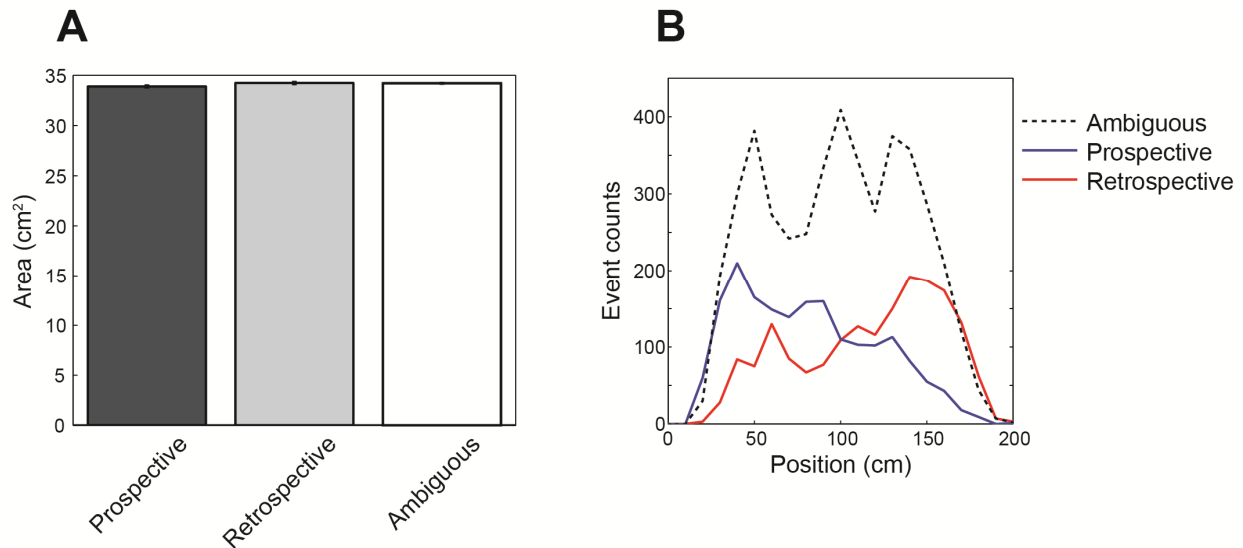 A
35
30
25
20
15
10
5
0
Area (cm²)
Prospective
Retrospective
Ambiguous
B
400
300
200
100
0
Event counts
0 50 100 150 200
Position (cm)
Ambiguous
Prospective
Retrospective